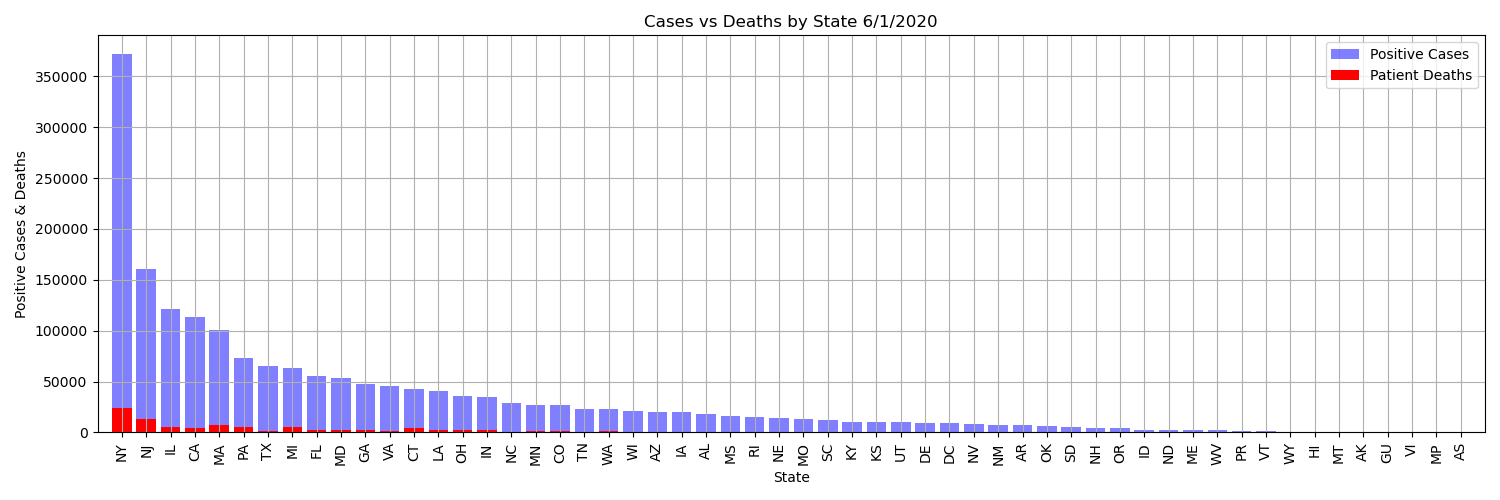 Cases vs Deaths by State 6/1/2020
Positive Cases
Patient Deaths
Positive Cases & Deaths
350000
300000
250000
200000
150000
100000
50000
0
NY NJ IL CA MA PA TX MI FL MD GA VA CT LA OH IN NC MN CO TN WA WI AZ IA AL MS RI NE MO SC KY KS UT DE DC NV NM AR OK SD NH OR ID ND ME WV PR VT WY HI MT AK GU VI MP AS
State